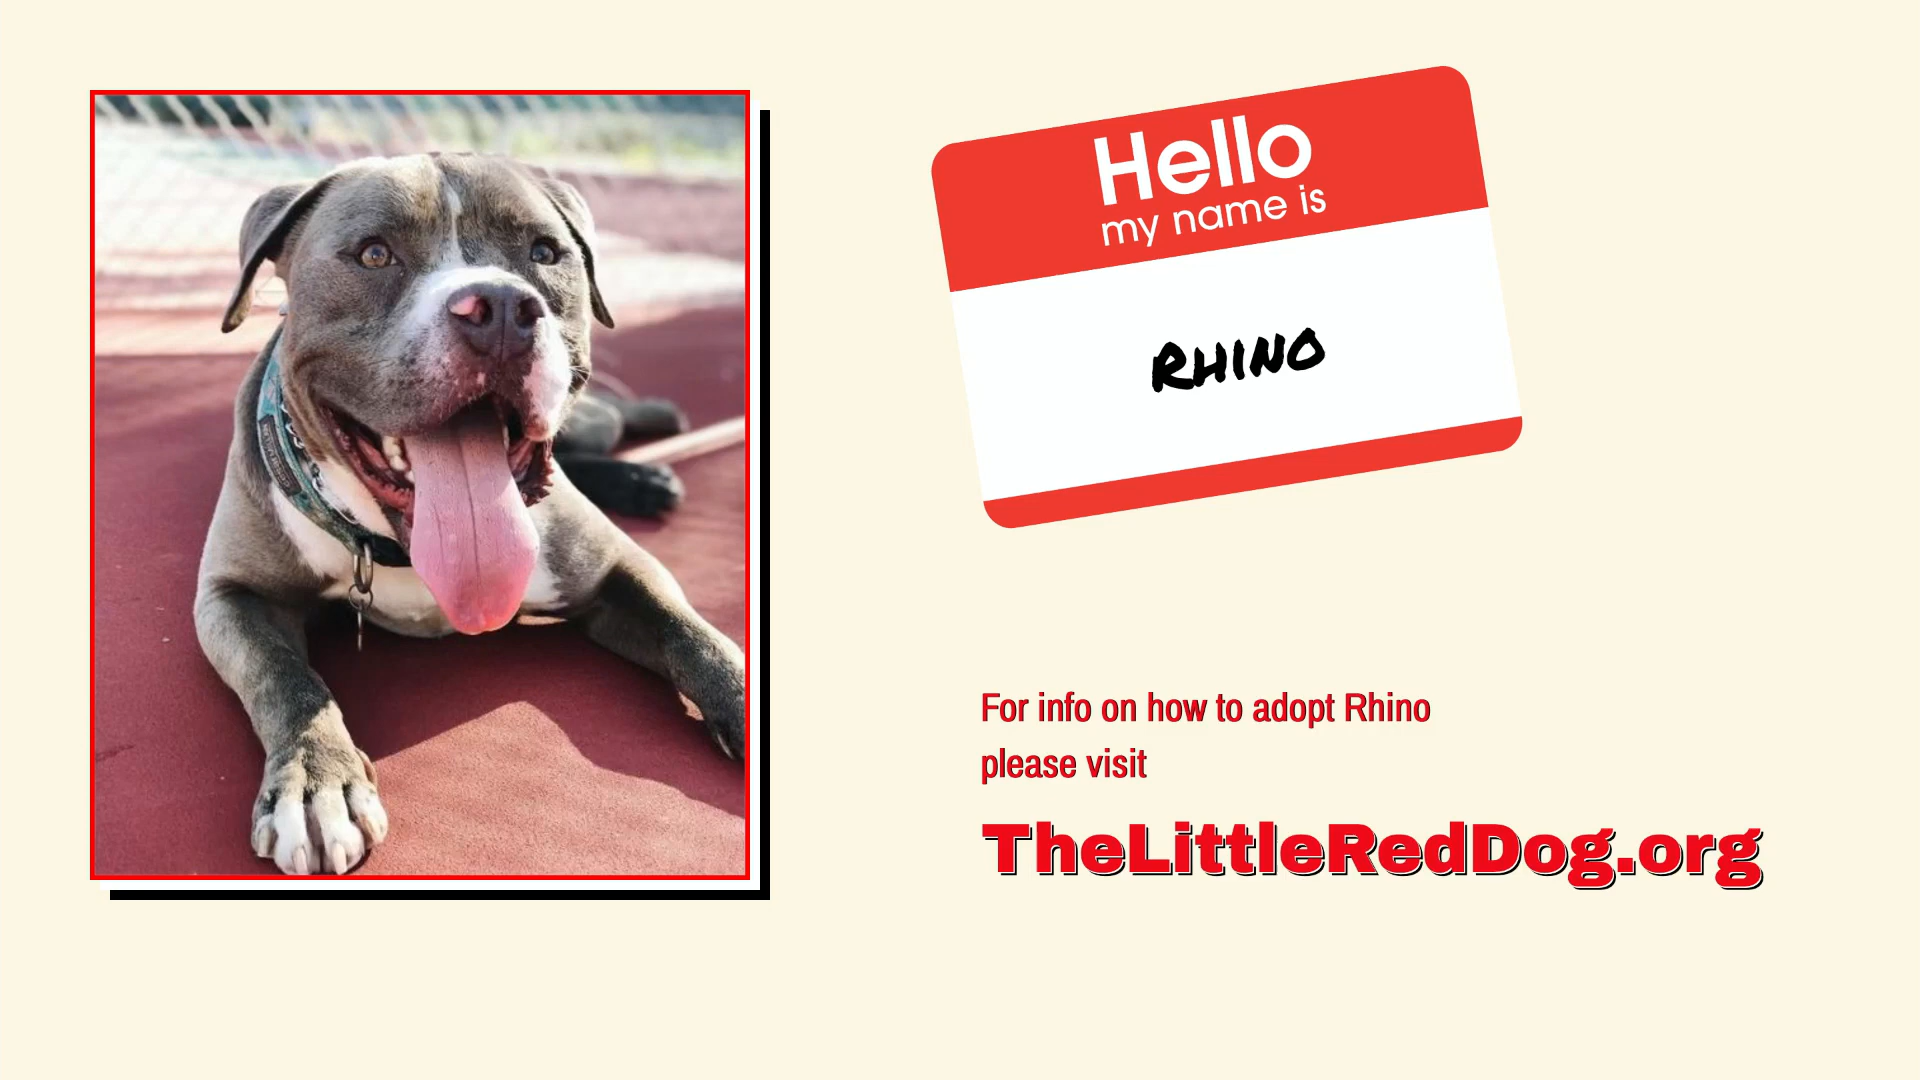 Hello
my name is
Rhino
For info on how to adopt Rhino
please visit
TheLittleRedDog.org